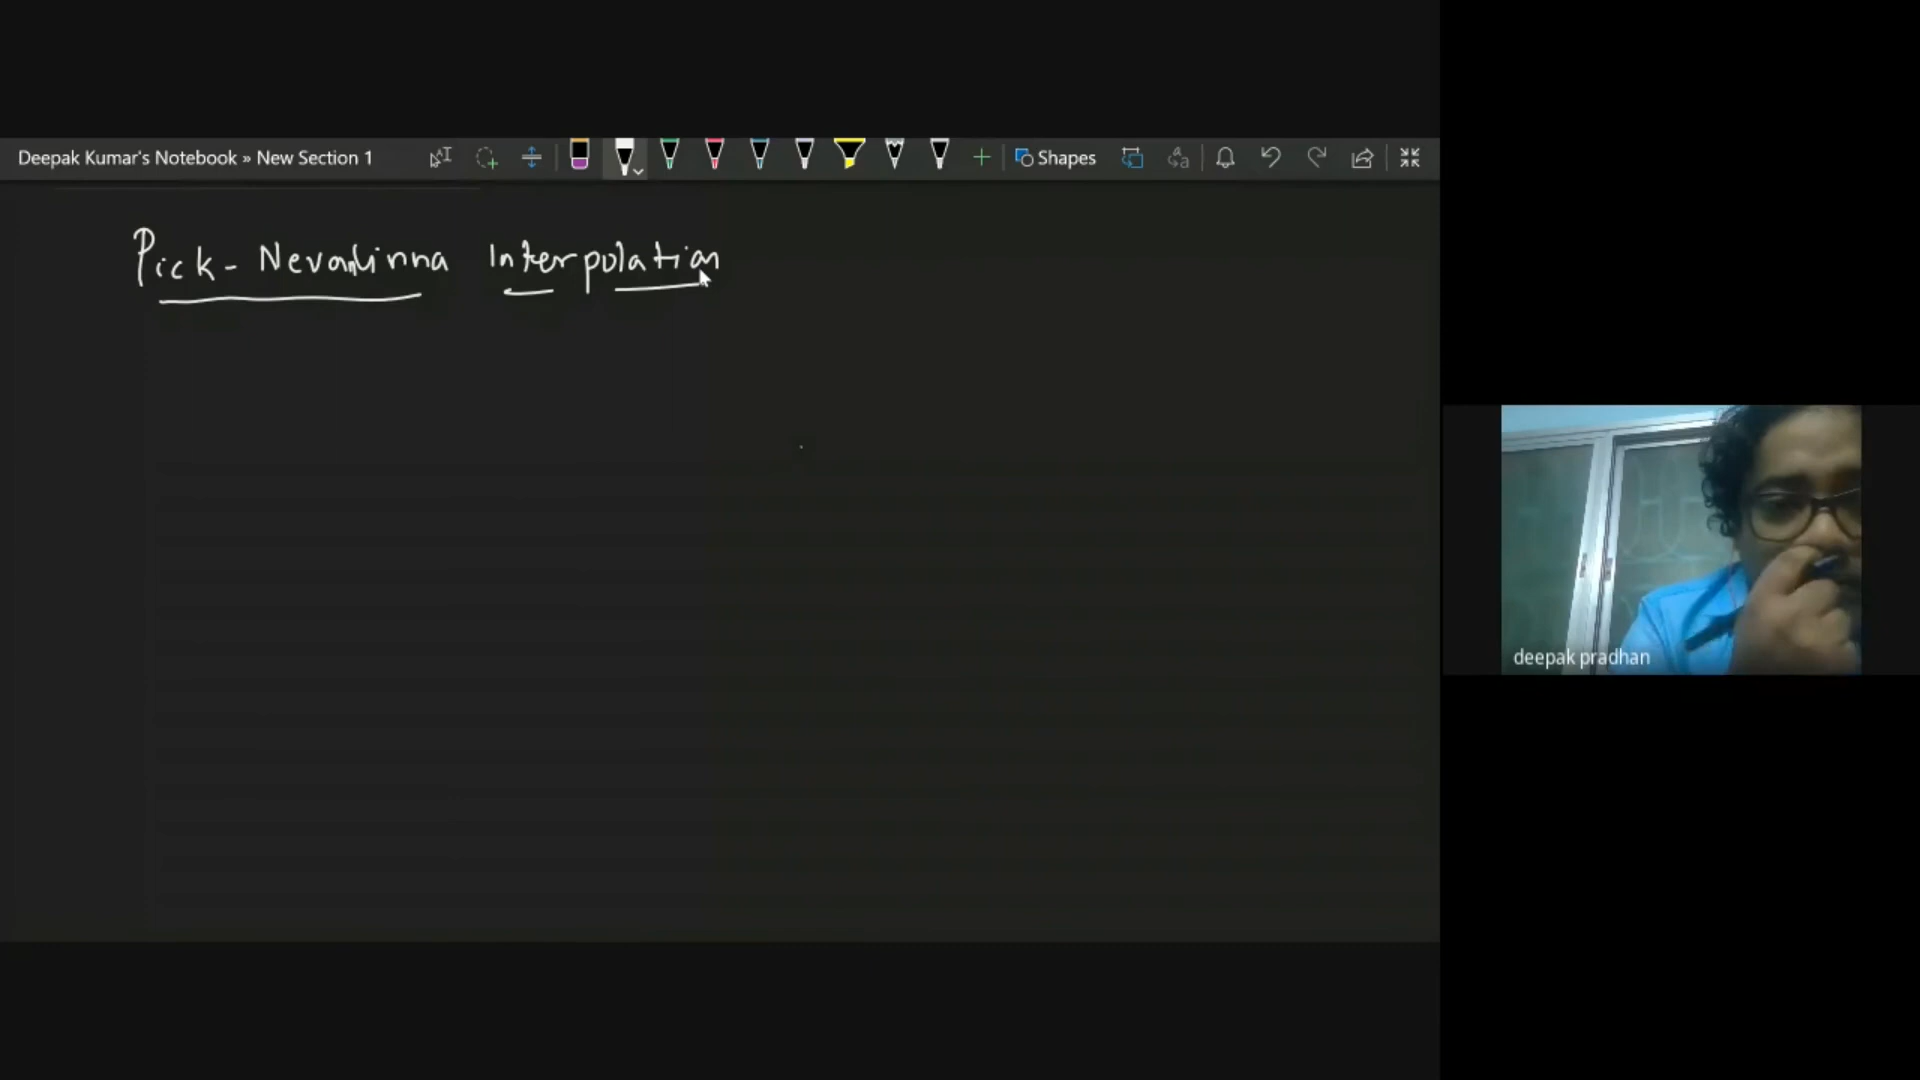 Deepak Kumar's Notebook » New Section 1
Shapes
Pick - Nevanlinna Interpolation
deepak pradhan